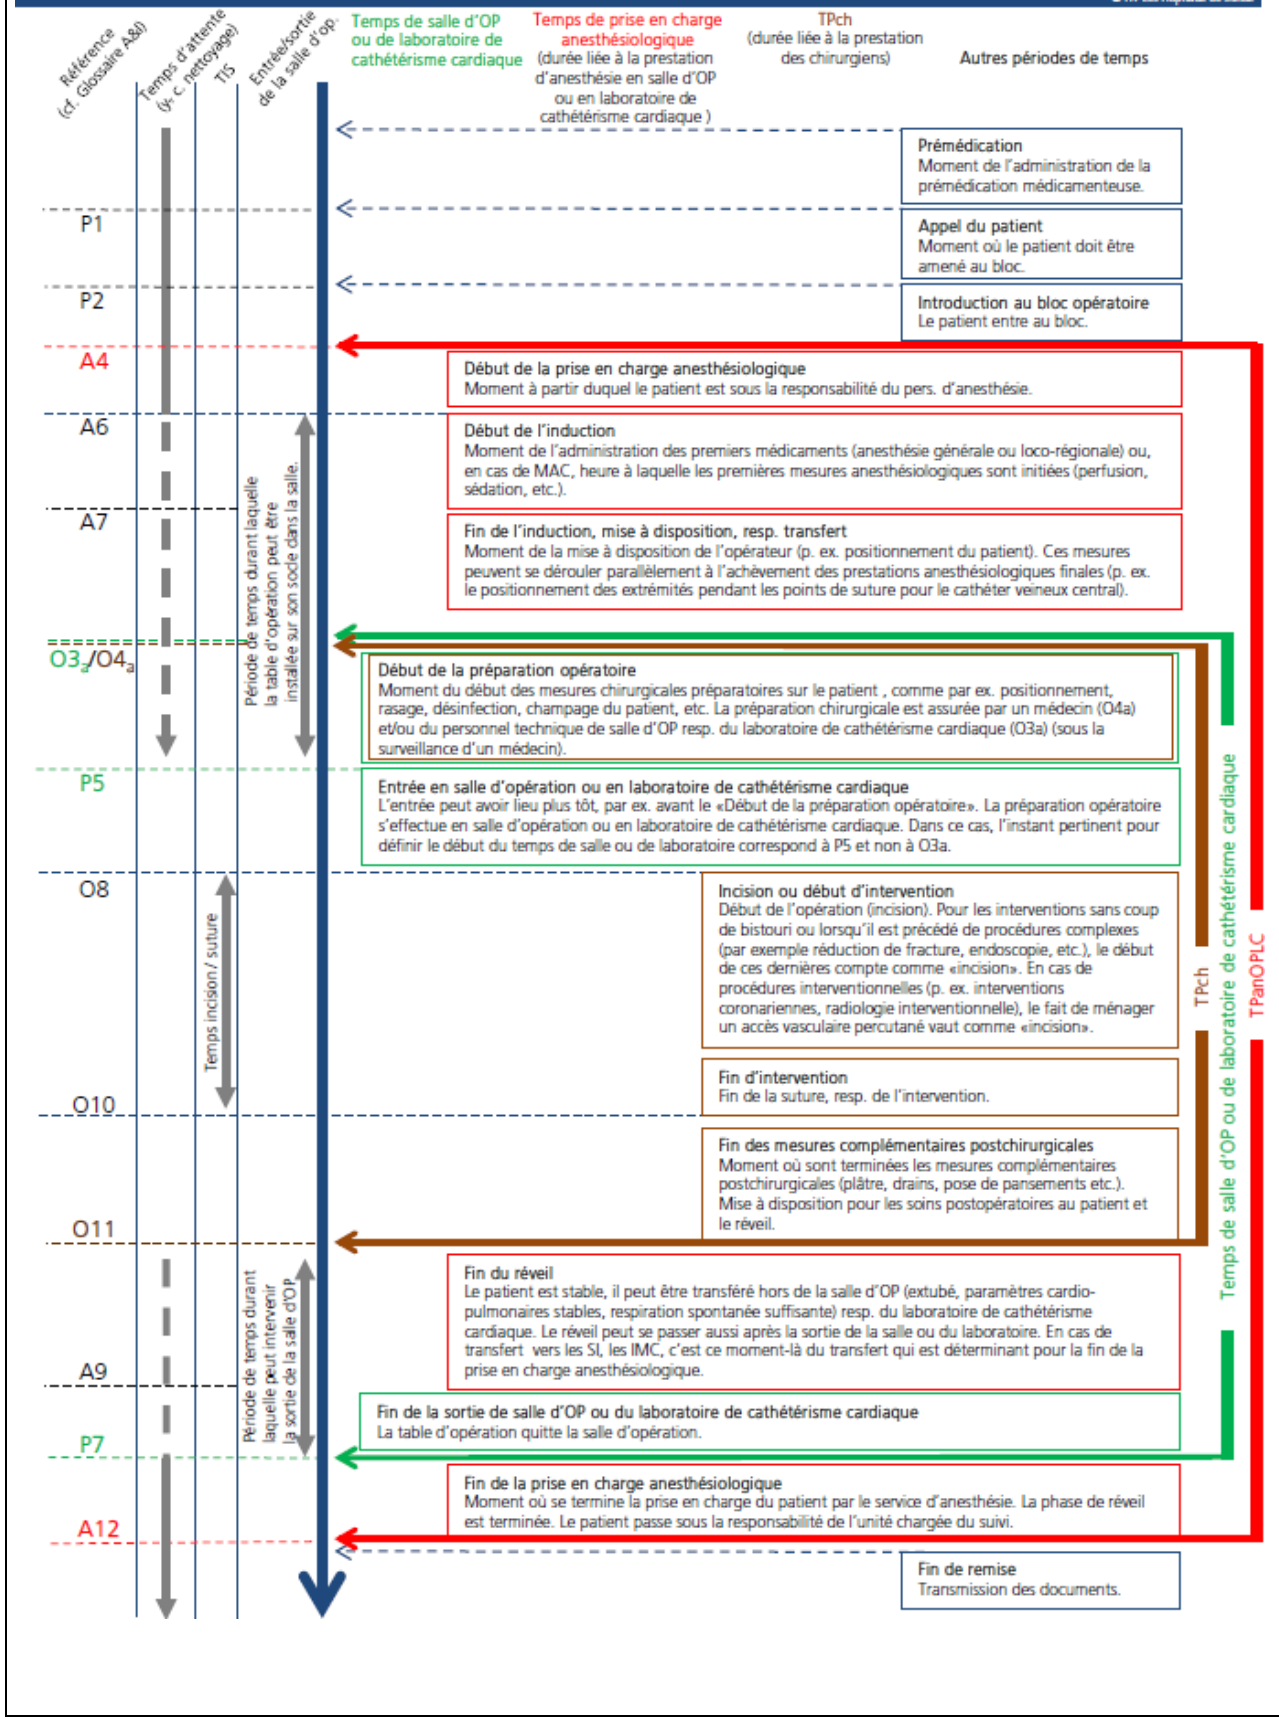 Référence
(cf. Glossaire A&I)
Temps d'attente
(y. c. nettoyage)
TIS
Entrée/sortie
de la salle d'op.
Temps de salle d'OP
ou de laboratoire de
cathétérisme cardiaque
Temps de prise en charge
anesthésiologique
(durée liée à la prestation
d'anesthésie en salle d'OP
ou en laboratoire de
cathétérisme cardiaque )
TPch
(durée liée à la prestation
des chirurgiens)
Autres périodes de temps
Prémédication
Moment de l'administration de la
prémédication médicamenteuse.
P1
Appel du patient
Moment où le patient doit être
amené au bloc.
P2
Introduction au bloc opératoire
Le patient entre au bloc.
A4
Début de la prise en charge anesthésiologique
Moment à partir duquel le patient est sous la responsabilité du pers. d'anesthésie.
A6
Début de l'induction
Moment de l'administration des premiers médicaments (anesthésie générale ou loco-régionale) ou,
en cas de MAC, heure à laquelle les premières mesures anesthésiologiques sont initiées (perfusion,
sédation, etc.).
A7
Fin de l'induction, mise à disposition, resp. transfert
Moment de la mise à disposition de l'opérateur (p. ex. positionnement du patient). Ces mesures
peuvent se dérouler parallèlement à l'achèvement des prestations anesthésiologiques finales (p. ex.
le positionnement des extrémités pendant les points de suture pour le cathéter veineux central).
Période de temps durant laquelle
la table d'opération peut être
installée sur son socle dans la salle.
O3a/O4a
Début de la préparation opératoire
Moment du début des mesures chirurgicales préparatoires sur le patient , comme par ex. positionnement,
rasage, désinfection, champage du patient, etc. La préparation chirurgicale est assurée par un médecin (O4a)
et/ou du personnel technique de salle d'OP resp. du laboratoire de cathétérisme cardiaque (O3a) (sous la
surveillance d'un médecin).
P5
Entrée en salle d'opération ou en laboratoire de cathétérisme cardiaque
L'entrée peut avoir lieu plus tôt, par ex. avant le «Début de la préparation opératoire». La préparation opératoire
s'effectue en salle d'opération ou en laboratoire de cathétérisme cardiaque. Dans ce cas, l'instant pertinent pour
définir le début du temps de salle ou de laboratoire correspond à P5 et non à O3a.
O8
Incision ou début d'intervention
Début de l'opération (incision). Pour les interventions sans coup
de bistouri ou lorsqu'il est précédé de procédures complexes
(par exemple réduction de fracture, endoscopie, etc.), le début
de ces dernières compte comme «incision». En cas de
procédures interventionnelles (p. ex. interventions
coronariennes, radiologie interventionnelle), le fait de ménager
un accès vasculaire percutané vaut comme «incision».
Temps incision/ suture
Fin d'intervention
Fin de la suture, resp. de l'intervention.
O10
Fin des mesures complémentaires postchirurgicales
Moment où sont terminées les mesures complémentaires
postchirurgicales (plâtre, drains, pose de pansements etc.).
Mise à disposition pour les soins postopératoires au patient et
le réveil.
O11
Fin du réveil
Le patient est stable, il peut être transféré hors de la salle d'OP (extubé, paramètres cardio-
pulmonaires stables, respiration spontanée suffisante) resp. du laboratoire de cathétérisme
cardiaque. Le réveil peut se passer aussi après la sortie de la salle ou du laboratoire. En cas de
transfert vers les SI, les IMC, c'est ce moment-là du transfert qui est déterminant pour la fin de la
prise en charge anesthésiologique.
Période de temps durant
laquelle peut intervenir
la sortie de la salle d'OP
A9
Fin de la sortie de salle d'OP ou du laboratoire de cathétérisme cardiaque
La table d'opération quitte la salle d'opération.
P7
Fin de la prise en charge anesthésiologique
Moment où se termine la prise en charge du patient par le service d'anesthésie. La phase de réveil
est terminée. Le patient passe sous la responsabilité de l'unité chargée du suivi.
A12
Fin de remise
Transmission des documents.
TPch
Temps de salle d'OP ou de laboratoire de cathétérisme cardiaque
TPanOPLC